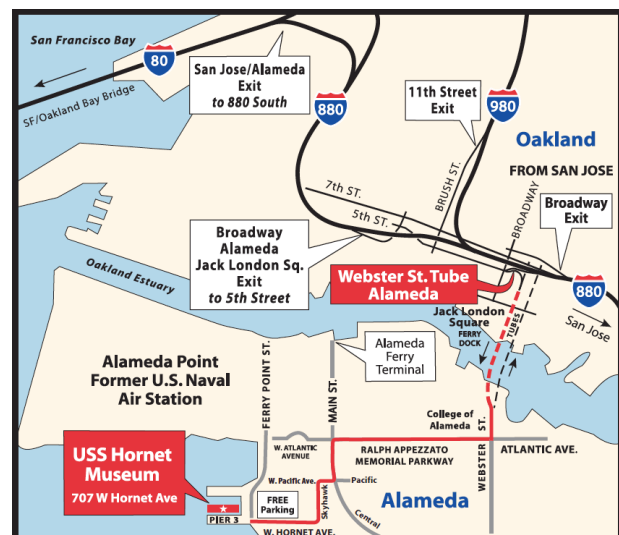 San Francisco Bay
80
SF/Oakland Bay Bridge
San Jose/Alameda
Exit
to 880 South
880
11th Street
Exit
980
Oakland
FROM SAN JOSE
7th ST.
5th ST.
BRUSH ST.
BROADWAY
Broadway
Exit
Broadway
Alameda
Jack London Sq.
Exit
to 5th Street
Oakland Estuary
Webster St. Tube
Alameda
880
San Jose
Jack London
Square
FERRY
DOCK
TUBES
Alameda
Ferry
Terminal
Alameda Point
Former U.S. Naval
Air Station
FERRY POINT ST.
MAIN ST.
College of
Alameda
WEBSTER ST.
W. ATLANTIC
AVENUE
RALPH APPEZZATO
MEMORIAL PARKWAY
ATLANTIC AVE.
USS Hornet
Museum
707 W Hornet Ave
PIER 3
W. Pacific Ave.
Pacific
FREE
Parking
Skyhawk
Alameda
Central
W. HORNET AVE.